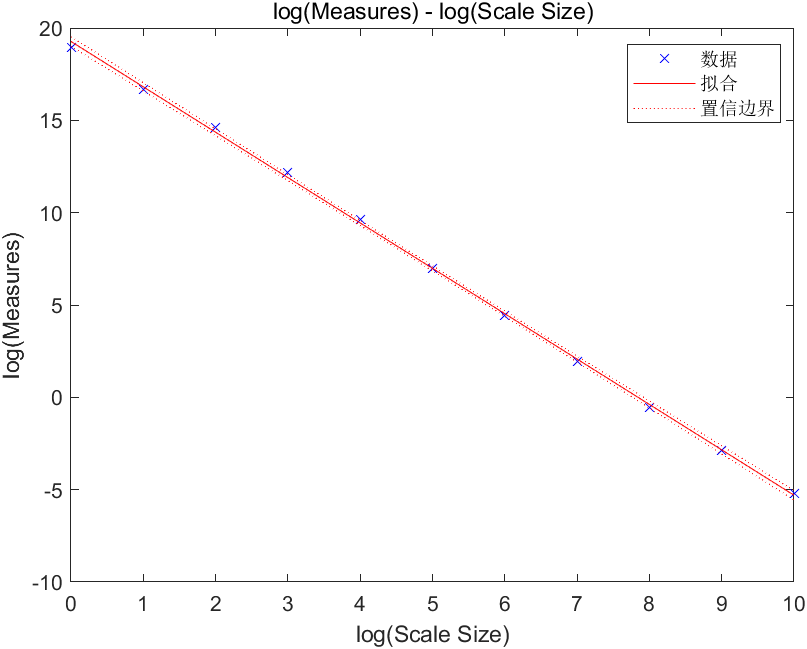 log(Measures) - log(Scale Size)
20
15
10
5
0
-5
-10
log(Measures)
数据
拟合
置信边界
0 1 2 3 4 5 6 7 8 9 10
log(Scale Size)